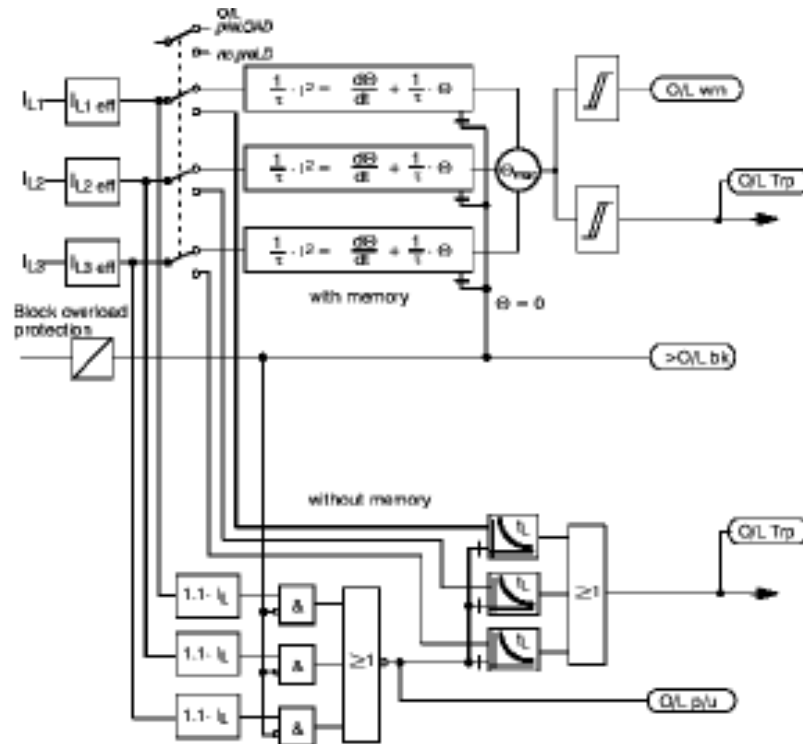 O/L
preLOAD
no preLD
IL1
IL1 eff
1/τ · I² = dΘ/dt + 1/τ · Θ
O/L wrn
IL2
IL2 eff
1/τ · I² = dΘ/dt + 1/τ · Θ
Θmax
O/L Trp
IL3
IL3 eff
1/τ · I² = dΘ/dt + 1/τ · Θ
with memory
Θ = 0
Block overload
protection
>O/L bk
without memory
tL
O/L Trp
1.1· IL
&
tL
≥1
1.1· IL
&
≥1
tL
1.1· IL
&
O/L p/u